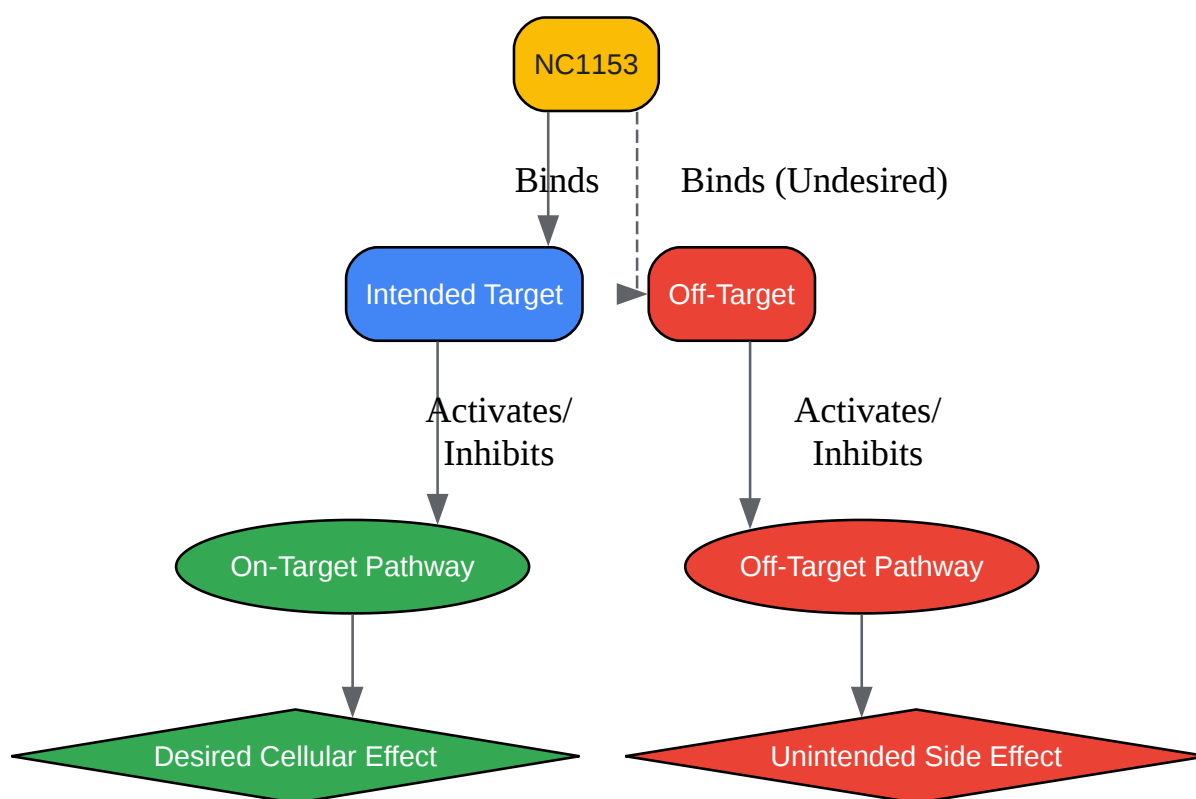 NC1153
Binds
Binds (Undesired)
Intended Target
Off-Target
Activates/
Inhibits
Activates/
Inhibits
On-Target Pathway
Off-Target Pathway
Desired Cellular Effect
Unintended Side Effect